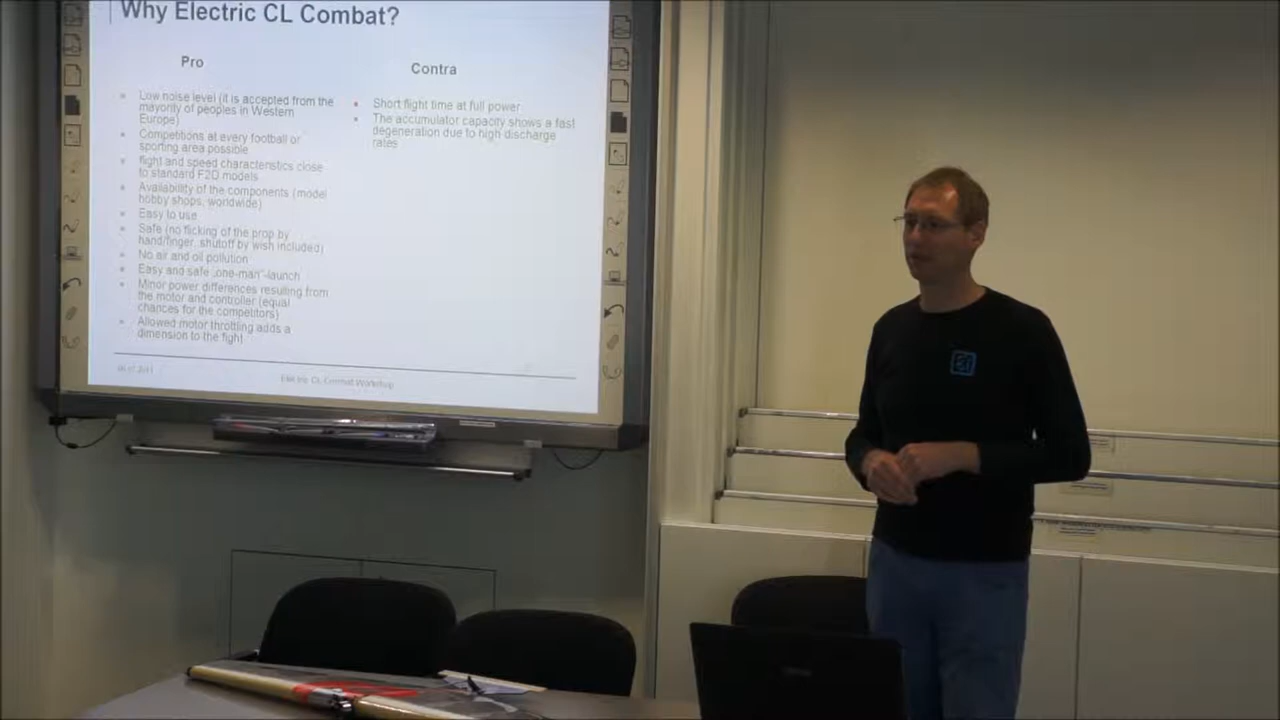 Why Electric CL Combat?
Pro
Low noise level (it is accepted from the
mayority of peoples in Western
Europe)
Competitions at every football or
sporting area possible
flight and speed characteristics close
to standard F2D models
Availability of the components (model
hobby shops, worldwide)
Easy to use
Safe (no flicking of the prop by
hand/finger, shutoff by wish included)
No air and oil pollution
Easy and safe „one-man"-launch
Minor power differences resulting from
the motor and controller (equal
chances for the competitors)
Allowed motor throttling adds a
dimension to the fight
Contra
Short flight time at full power
The accumulator capacity shows a fast
degeneration due to high discharge
rates
Electric CL Combat Workshop